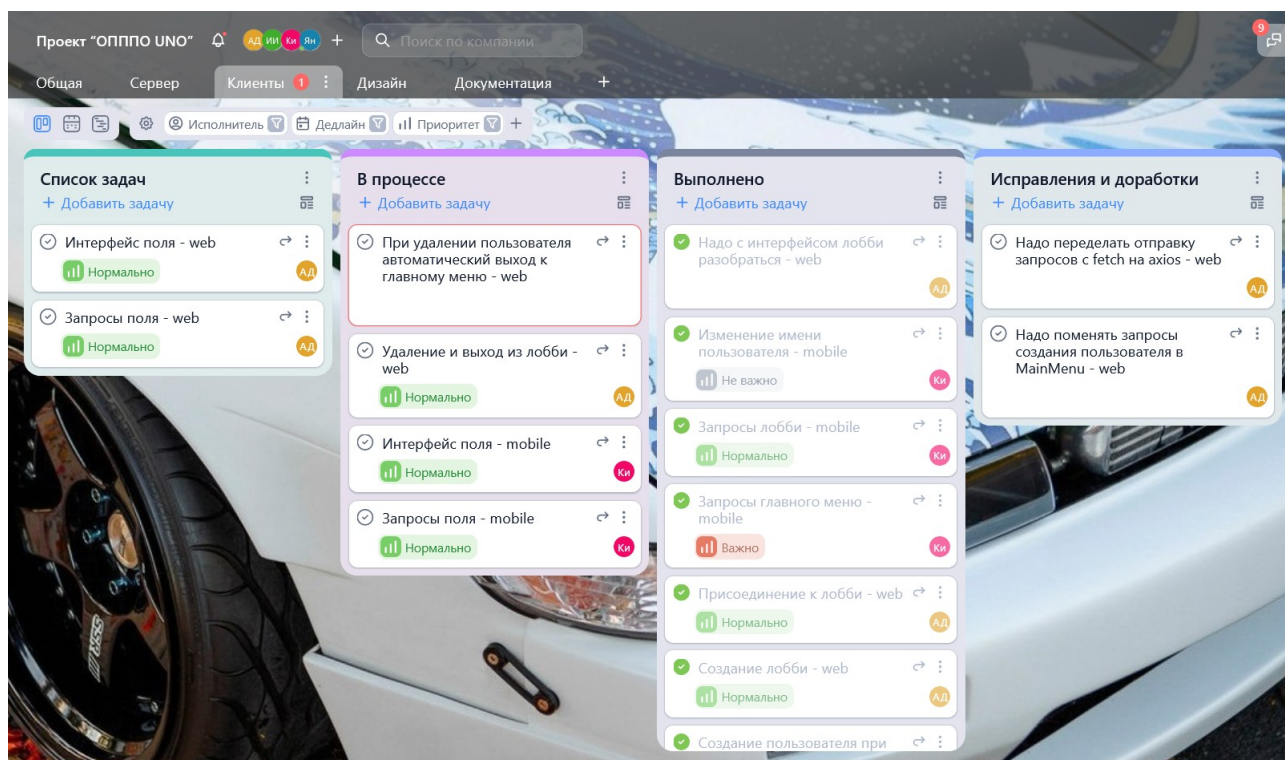 Проект “ОПППО UNO”
АД
ИИ
Ки
Ян
+
Поиск по компании
9
Общая
Сервер
Клиенты 1
Дизайн
Документация
+
Исполнитель
Дедлайн
Приоритет
+
Список задач
+ Добавить задачу
Интерфейс поля - web
Нормально
АД
Запросы поля - web
Нормально
АД
В процессе
+ Добавить задачу
При удалении пользователя
автоматический выход к
главному меню - web
Удаление и выход из лобби -
web
Нормально
АД
Интерфейс поля - mobile
Нормально
Ки
Запросы поля - mobile
Нормально
Ки
Выполнено
+ Добавить задачу
Надо с интерфейсом лобби
разобраться - web
АД
Изменение имени
пользователя - mobile
Не важно
Ки
Запросы лобби - mobile
Нормально
Ки
Запросы главного меню -
mobile
Важно
Ки
Присоединение к лобби - web
Нормально
АД
Создание лобби - web
Нормально
АД
Создание пользователя при
Исправления и доработки
+ Добавить задачу
Надо переделать отправку
запросов с fetch на axios - web
АД
Надо поменять запросы
создания пользователя в
MainMenu - web
АД
SSR